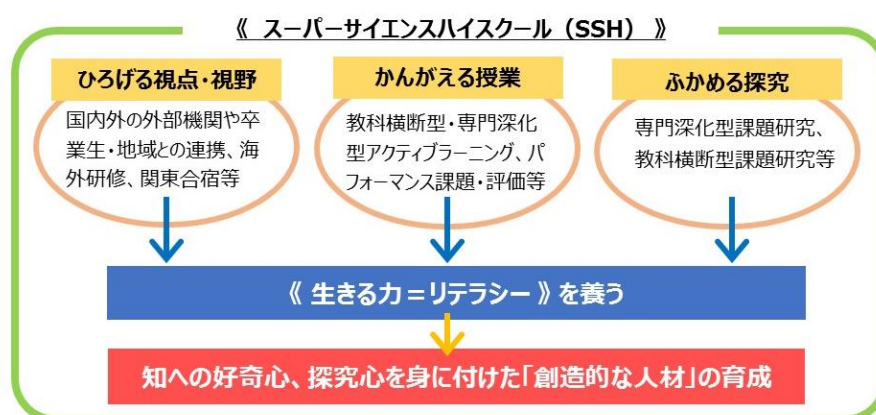 《 スーパーサイエンスハイスクール（SSH） 》
ひろげる視点・視野
国内外の外部機関や卒
業生・地域との連携、海
外研修、関東合宿等
かんがえる授業
教科横断型・専門深化
型アクティブラーニング、パ
フォーマンス課題・評価等
ふかめる探究
専門深化型課題研究、
教科横断型課題研究等
《 生きる力＝リテラシー 》を養う
知への好奇心、探究心を身に付けた「創造的な人材」の育成